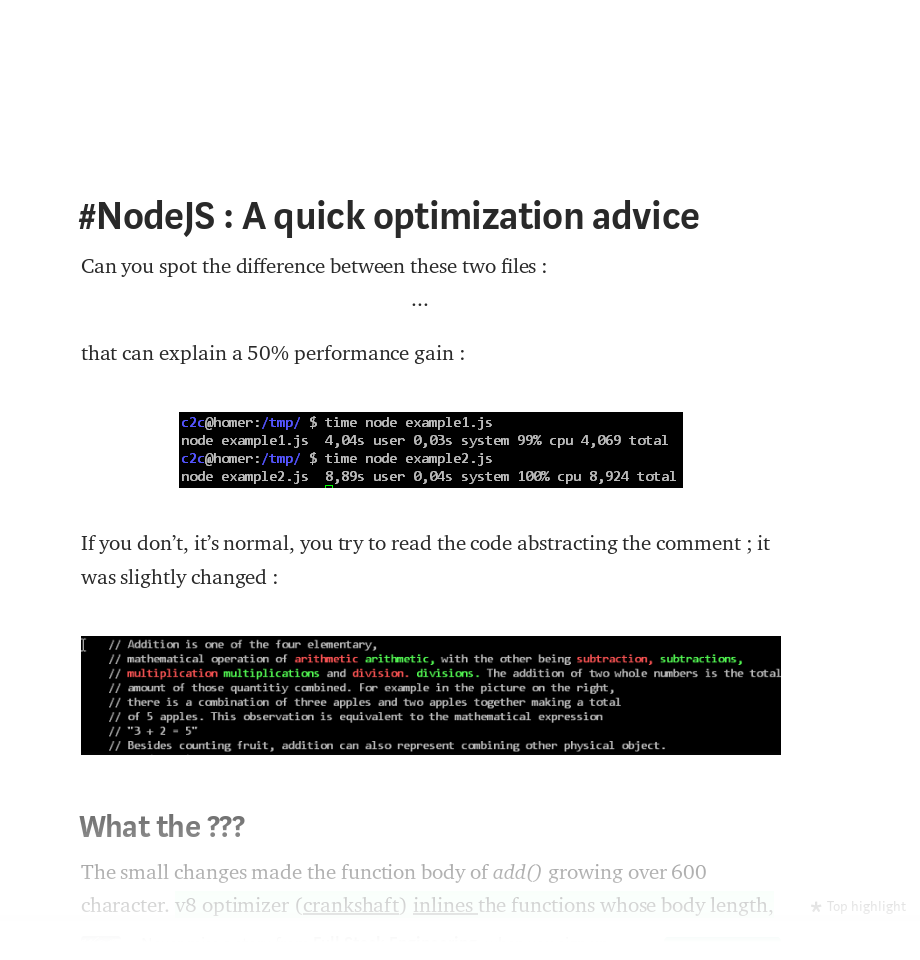 #NodeJS : A quick optimization advice
Can you spot the difference between these two files :
...
that can explain a 50% performance gain :
c2c@homer:/tmp/ $ time node example1.js
node example1.js  4,04s user 0,03s system 99% cpu 4,069 total
c2c@homer:/tmp/ $ time node example2.js
node example2.js  8,89s user 0,04s system 100% cpu 8,924 total
If you don’t, it’s normal, you try to read the code abstracting the comment ; it
was slightly changed :
// Addition is one of the four elementary,
// mathematical operation of arithmetic arithmetic, with the other being subtraction, subtractions,
// multiplication multiplications and division. divisions. The addition of two whole numbers is the total
// amount of those quantitiy combined. For example in the picture on the right,
// there is a combination of three apples and two apples together making a total
// of 5 apples. This observation is equivalent to the mathematical expression
// "3 + 2 = 5"
// Besides counting fruit, addition can also represent combining other physical object.
What the ???
The small changes made the function body of add() growing over 600
character. v8 optimizer (crankshaft) inlines the functions whose body length,
Top highlight